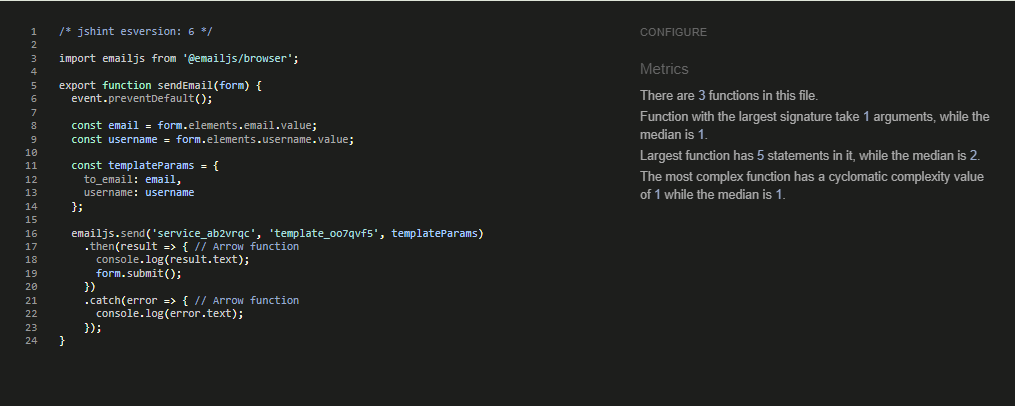 1 /* jshint esversion: 6 */
2
3 import emailjs from '@emailjs/browser';
4
5 export function sendEmail(form) {
6   event.preventDefault();
7
8   const email = form.elements.email.value;
9   const username = form.elements.username.value;
10
11   const templateParams = {
12     to_email: email,
13     username: username
14   };
15
16   emailjs.send('service_ab2vrqc', 'template_oo7qvf5', templateParams)
17     .then(result => { // Arrow function
18       console.log(result.text);
19       form.submit();
20     })
21     .catch(error => { // Arrow function
22       console.log(error.text);
23     });
24 }
CONFIGURE
Metrics
There are 3 functions in this file.
Function with the largest signature take 1 arguments, while the
median is 1.
Largest function has 5 statements in it, while the median is 2.
The most complex function has a cyclomatic complexity value
of 1 while the median is 1.